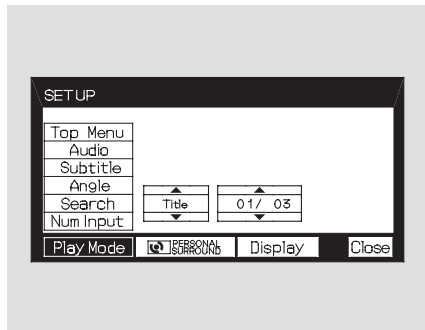 SETUP
Top Menu
Audio
Subtitle
Angle
Search
Num Input
Title 01/ 03
Play Mode PERSONAL SURROUND Display Close